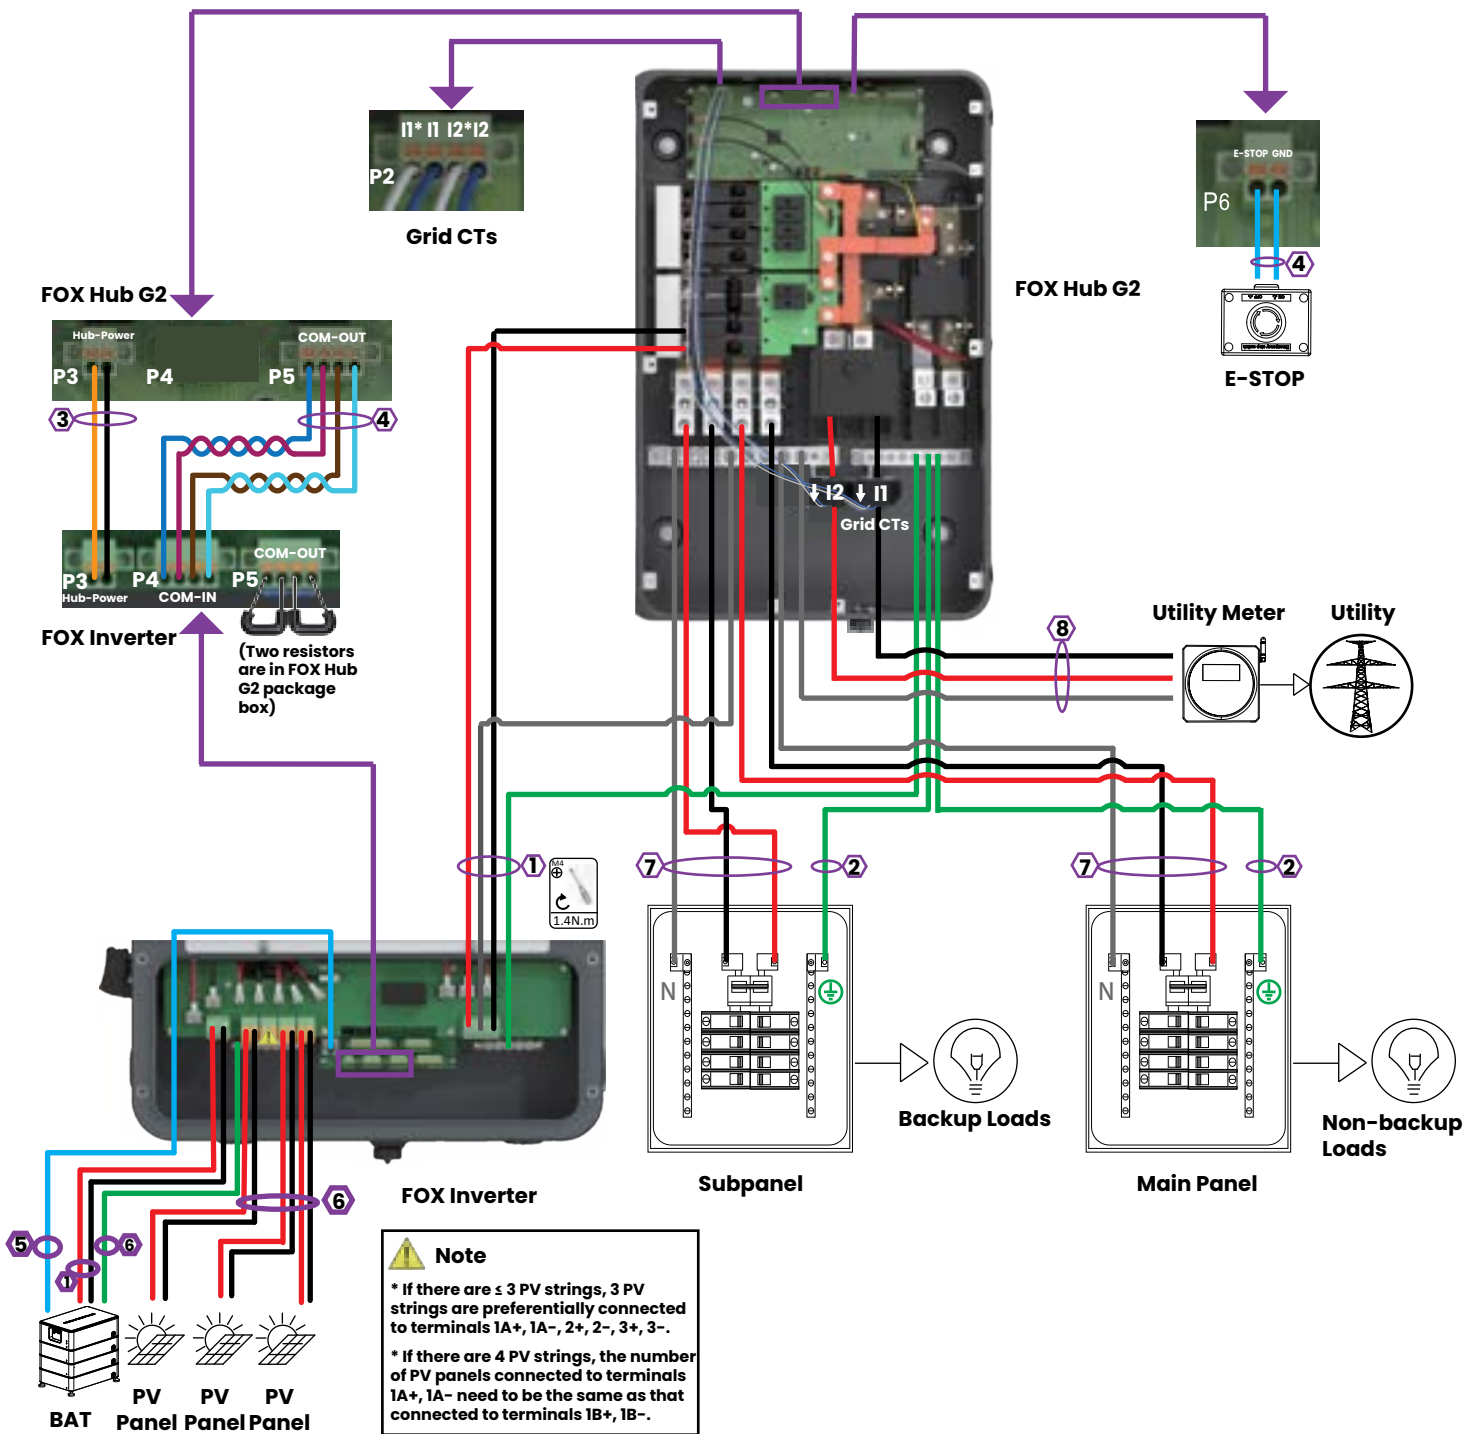 I1* I1 I2* I2
P2
Grid CTs
E-STOP GND
P6
4
E-STOP
FOX Hub G2
FOX Hub G2
Hub-Power
COM-OUT
P3
P4
P5
3
4
COM-OUT
P3
P4
P5
Hub-Power
COM-IN
FOX Inverter
(Two resistors
are in FOX Hub
G2 package
box)
I2
I1
Grid CTs
8
Utility Meter
Utility
1
M4
1.4N.m
7
2
7
2
N
N
Backup Loads
Non-backup
Loads
Subpanel
Main Panel
FOX Inverter
6
5
6
1
BAT
PV
Panel
PV
Panel
PV
Panel
Note
* If there are ≤ 3 PV strings, 3 PV
strings are preferentially connected
to terminals 1A+, 1A-, 2+, 2-, 3+, 3-.
* If there are 4 PV strings, the number
of PV panels connected to terminals
1A+, 1A- need to be the same as that
connected to terminals 1B+, 1B-.